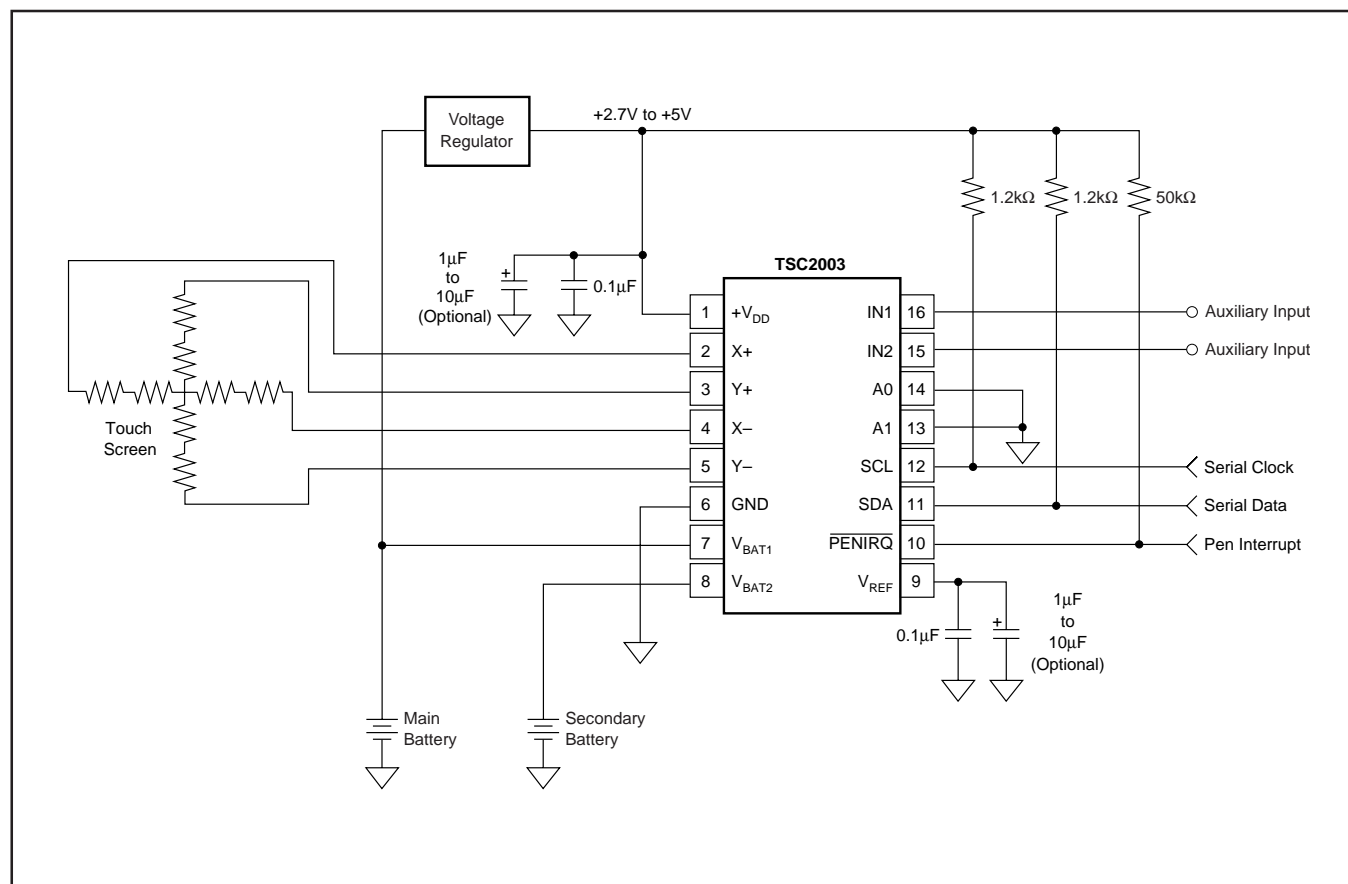 Voltage
Regulator
+2.7V to +5V
1.2kΩ
1.2kΩ
50kΩ
1µF
to
10µF
(Optional)
+
0.1µF
TSC2003
1
+VDD
2
X+
3
Y+
4
X–
5
Y–
6
GND
7
VBAT1
8
VBAT2
IN1
16
IN2
15
A0
14
A1
13
SCL
12
SDA
11
PENIRQ
10
VREF
9
Auxiliary Input
Auxiliary Input
Serial Clock
Serial Data
Pen Interrupt
Touch
Screen
0.1µF
+
1µF
to
10µF
(Optional)
Main
Battery
Secondary
Battery